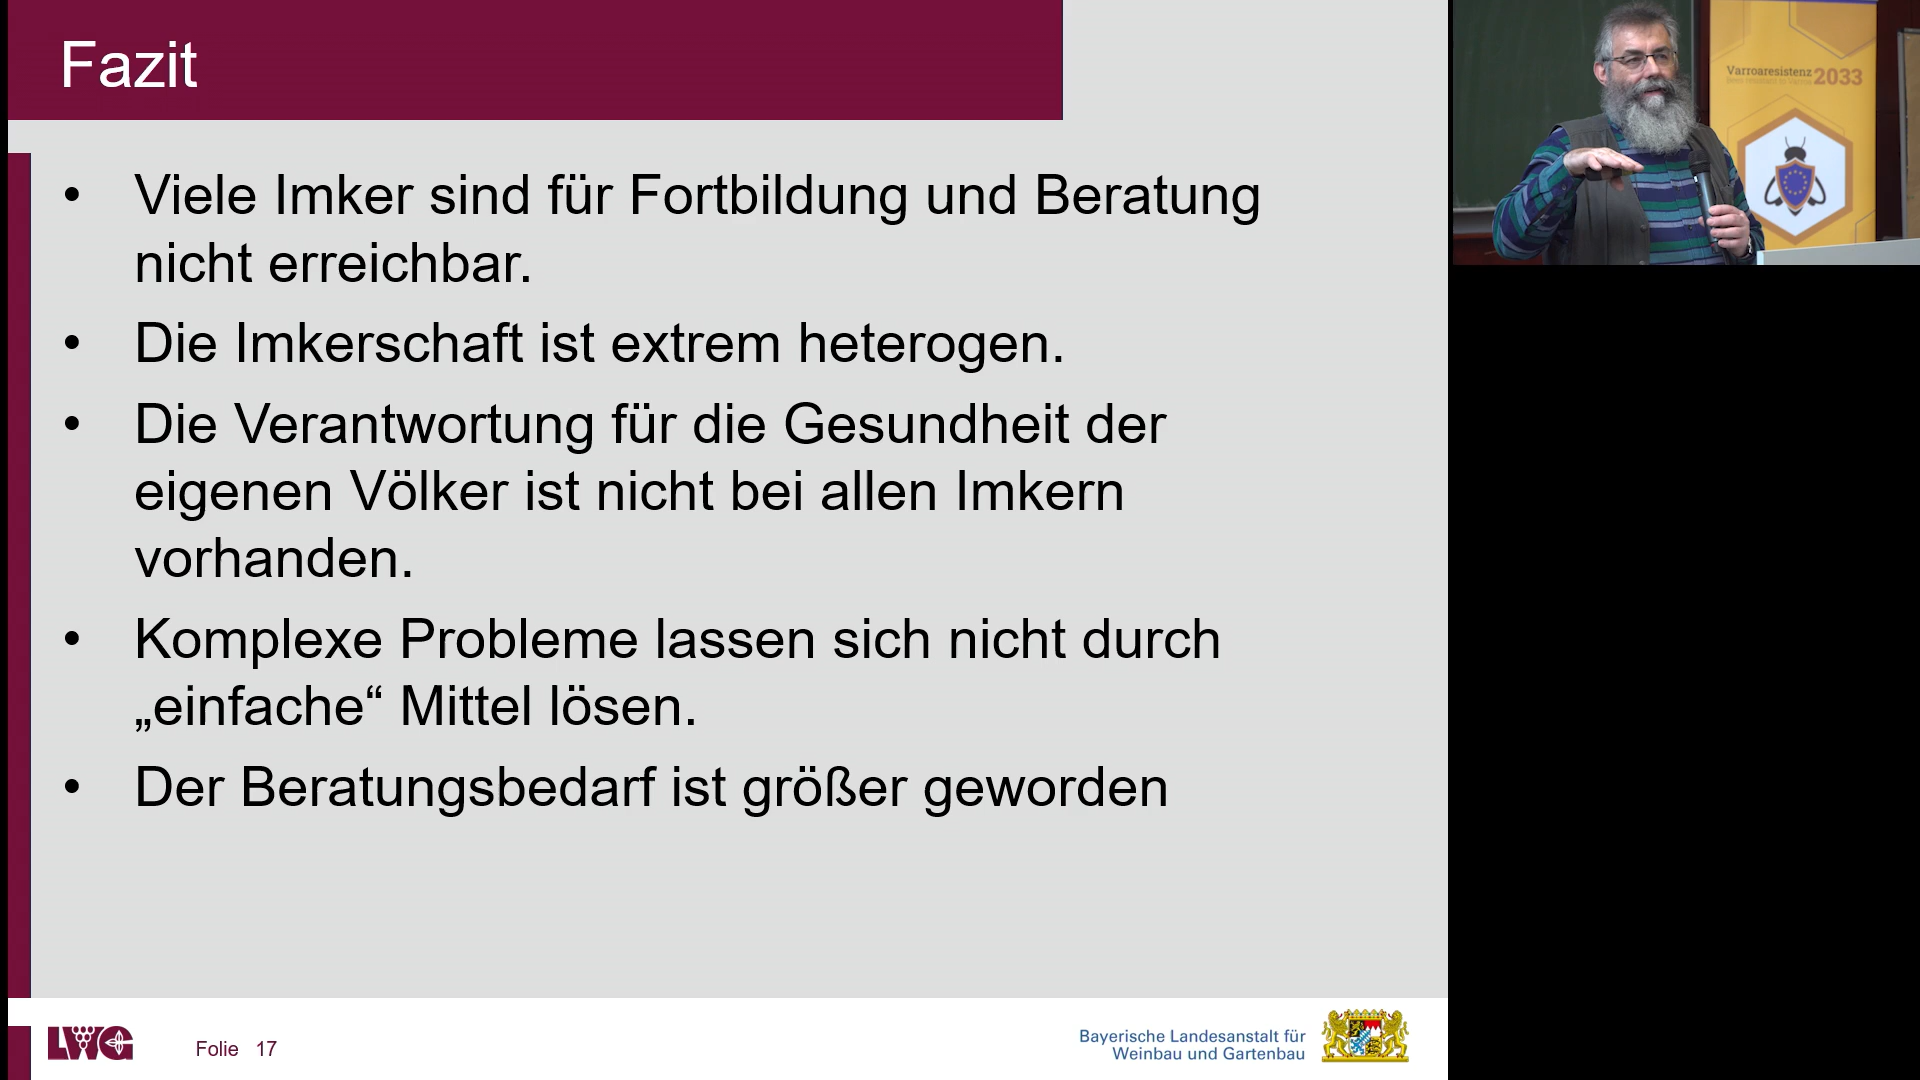 Fazit
• Viele Imker sind für Fortbildung und Beratung
nicht erreichbar.
• Die Imkerschaft ist extrem heterogen.
• Die Verantwortung für die Gesundheit der
eigenen Völker ist nicht bei allen Imkern
vorhanden.
• Komplexe Probleme lassen sich nicht durch
„einfache“ Mittel lösen.
• Der Beratungsbedarf ist größer geworden
LWG
Folie 17
Bayerische Landesanstalt für
Weinbau und Gartenbau
Varroaresistenz 2033